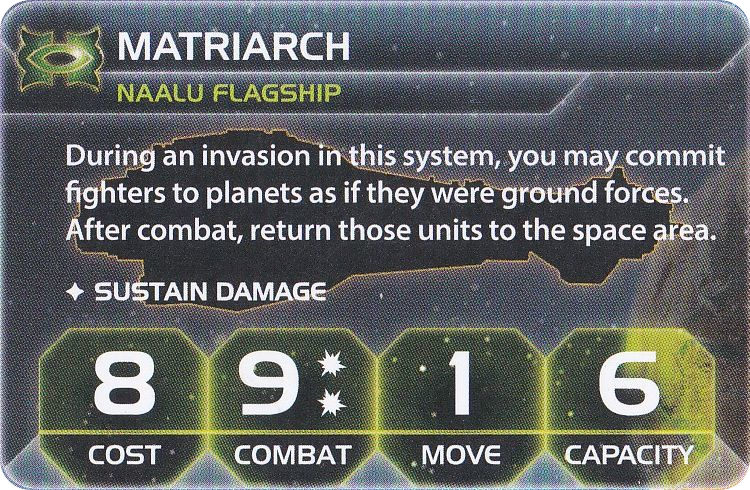 MATRIARCH
NAALU FLAGSHIP
During an invasion in this system, you may commit
fighters to planets as if they were ground forces.
After combat, return those units to the space area.
✦ SUSTAIN DAMAGE
8 9 1 6
COST COMBAT MOVE CAPACITY